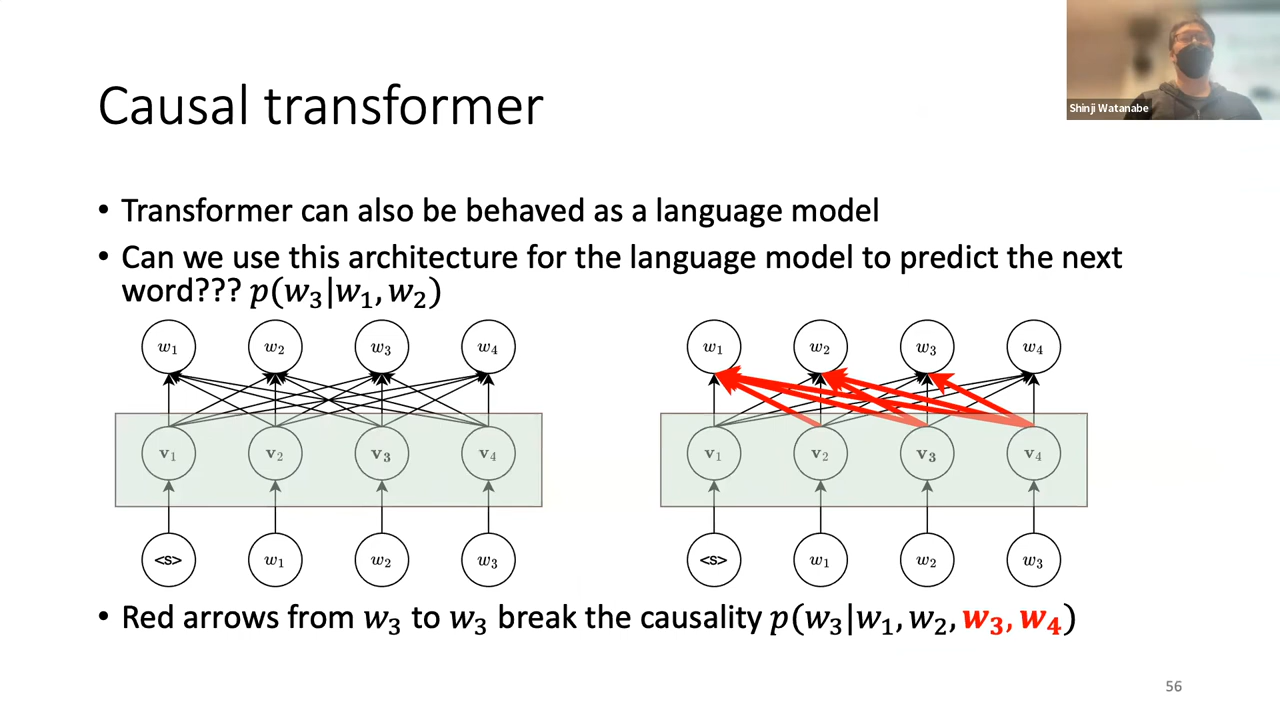 Shinji Watanabe
Causal transformer
• Transformer can also be behaved as a language model
• Can we use this architecture for the language model to predict the next
word??? p(w₃|w₁, w₂)
w₁ w₂ w₃ w₄ w₁ w₂ w₃ w₄
v₁ v₂ v₃ v₄ v₁ v₂ v₃ v₄
<S> w₁ w₂ w₃ <S> w₁ w₂ w₃
• Red arrows from w₃ to w₃ break the causality p(w₃|w₁, w₂, w₃, w₄)
56